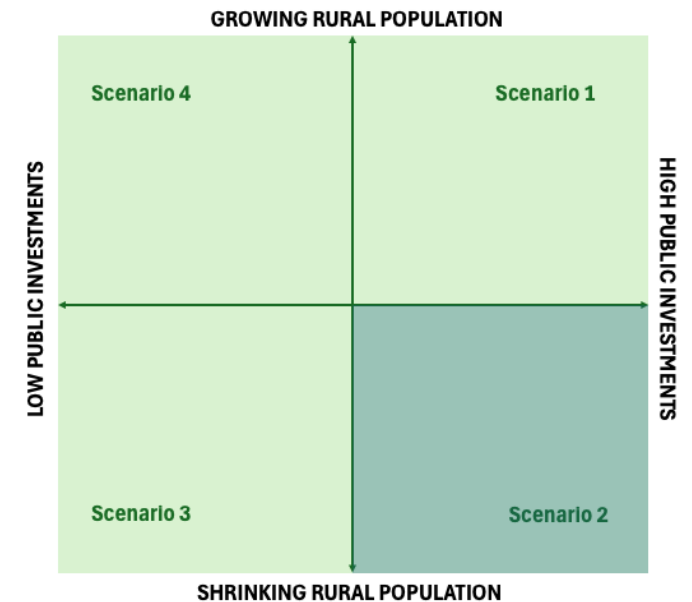 GROWING RURAL POPULATION
Scenario 4
Scenario 1
LOW PUBLIC INVESTMENTS
HIGH PUBLIC INVESTMENTS
Scenario 3
Scenario 2
SHRINKING RURAL POPULATION